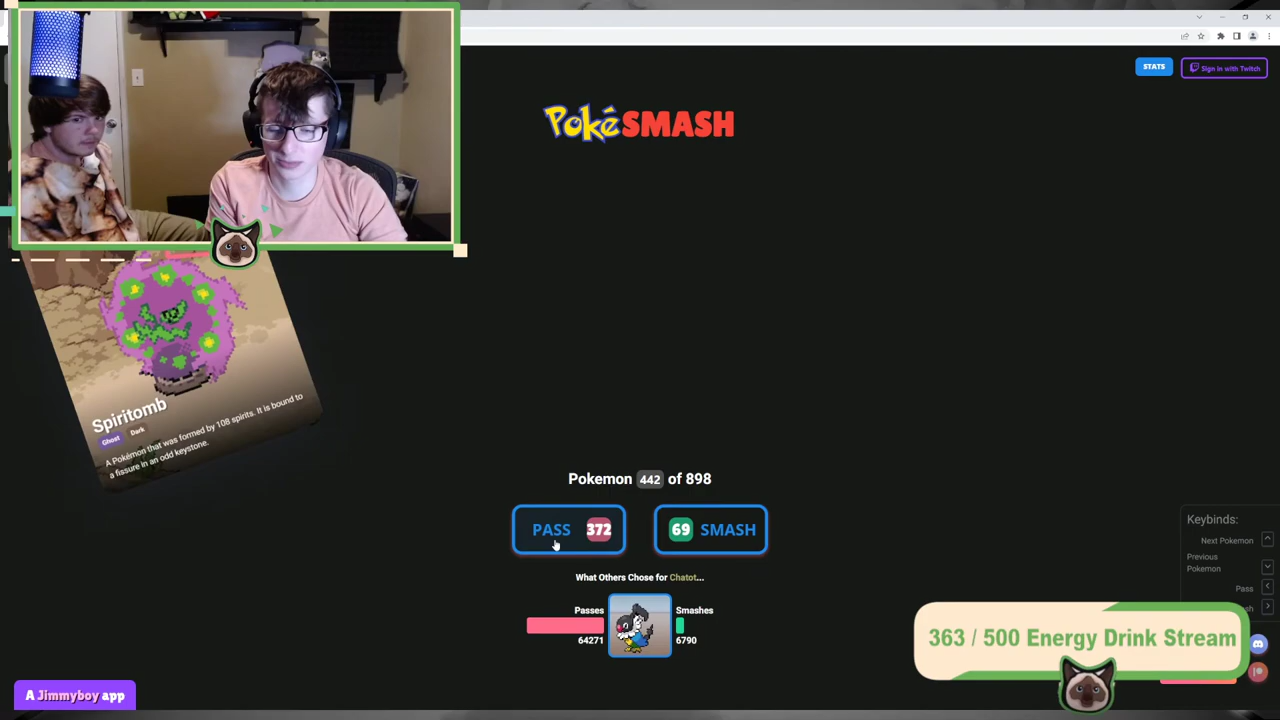 STATS
Sign in with Twitch
PokéSMASH
Spiritomb
Ghost Dark
A Pokémon that was formed by 108 spirits. It is bound to
a fissure in an odd keystone.
Pokemon 442 of 898
PASS 372
69 SMASH
What Others Chose for Chatot...
Passes
64271
Smashes
6790
Keybinds:
Next Pokemon
Previous
Pokemon
Pass
363 / 500 Energy Drink Stream
A Jimmyboy app